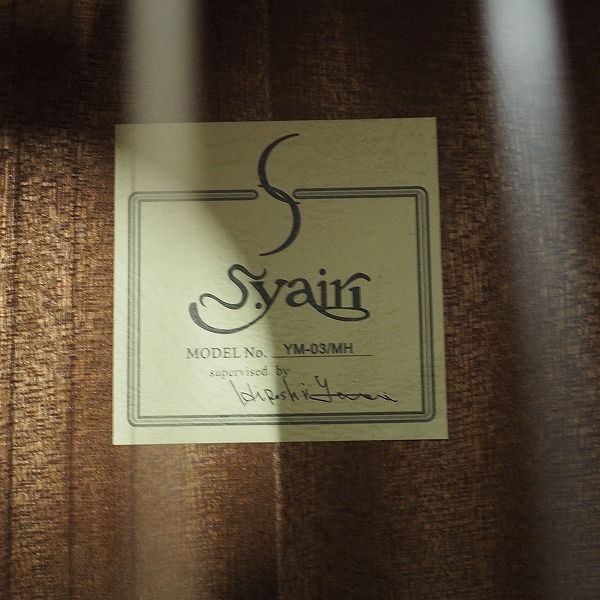 S
S.yairi
MODEL No. YM-03/MH
supervised by
Hiroshi Yairi